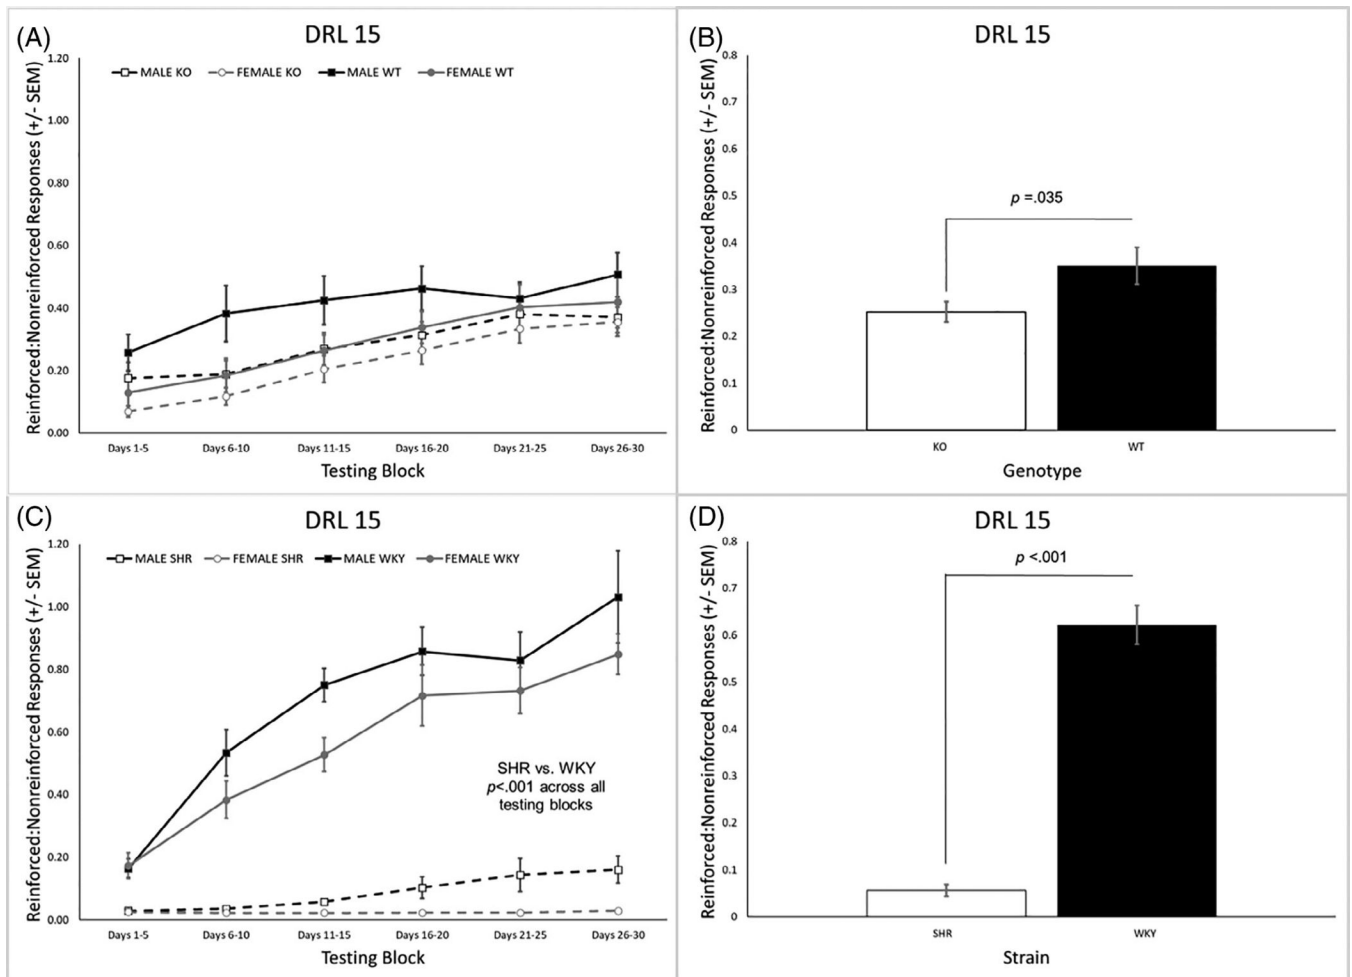 (A)
DRL 15
Reinforced:Nonreinforced Responses (+/- SEM)
1.20
1.00
0.80
0.60
0.40
0.20
0.00
MALE KO FEMALE KO MALE WT FEMALE WT
Days 1-5 Days 6-10 Days 11-15 Days 16-20 Days 21-25 Days 26-30
Testing Block
(B)
DRL 15
Reinforced:Nonreinforced Responses (+/- SEM)
0.8
0.7
0.6
0.5
0.4
0.3
0.2
0.1
0
p =.035
KO WT
Genotype
(C)
DRL 15
Reinforced:Nonreinforced Responses (+/- SEM)
1.20
1.00
0.80
0.60
0.40
0.20
0.00
MALE SHR FEMALE SHR MALE WKY FEMALE WKY
SHR vs. WKY
p<.001 across all
testing blocks
Days 1-5 Days 6-10 Days 11-15 Days 16-20 Days 21-25 Days 26-30
Testing Block
(D)
DRL 15
Reinforced:Nonreinforced Responses (+/- SEM)
0.8
0.7
0.6
0.5
0.4
0.3
0.2
0.1
0
p <.001
SHR WKY
Strain